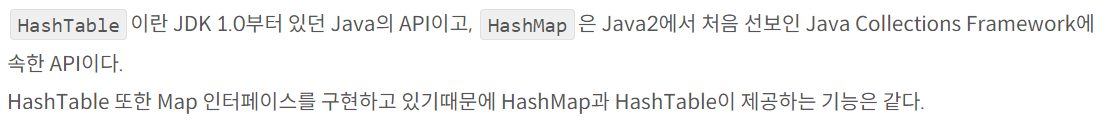 HashTable 이란 JDK 1.0부터 있던 Java의 API이고, HashMap 은 Java2에서 처음 선보인 Java Collections Framework에
속한 API이다.
HashTable 또한 Map 인터페이스를 구현하고 있기때문에 HashMap과 HashTable이 제공하는 기능은 같다.